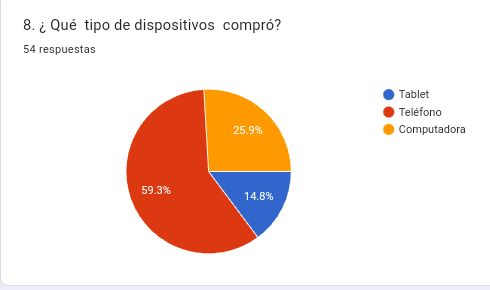 8. ¿ Qué  tipo de dispositivos  compró?
54 respuestas
Tablet
Teléfono
Computadora
25.9%
59.3%
14.8%